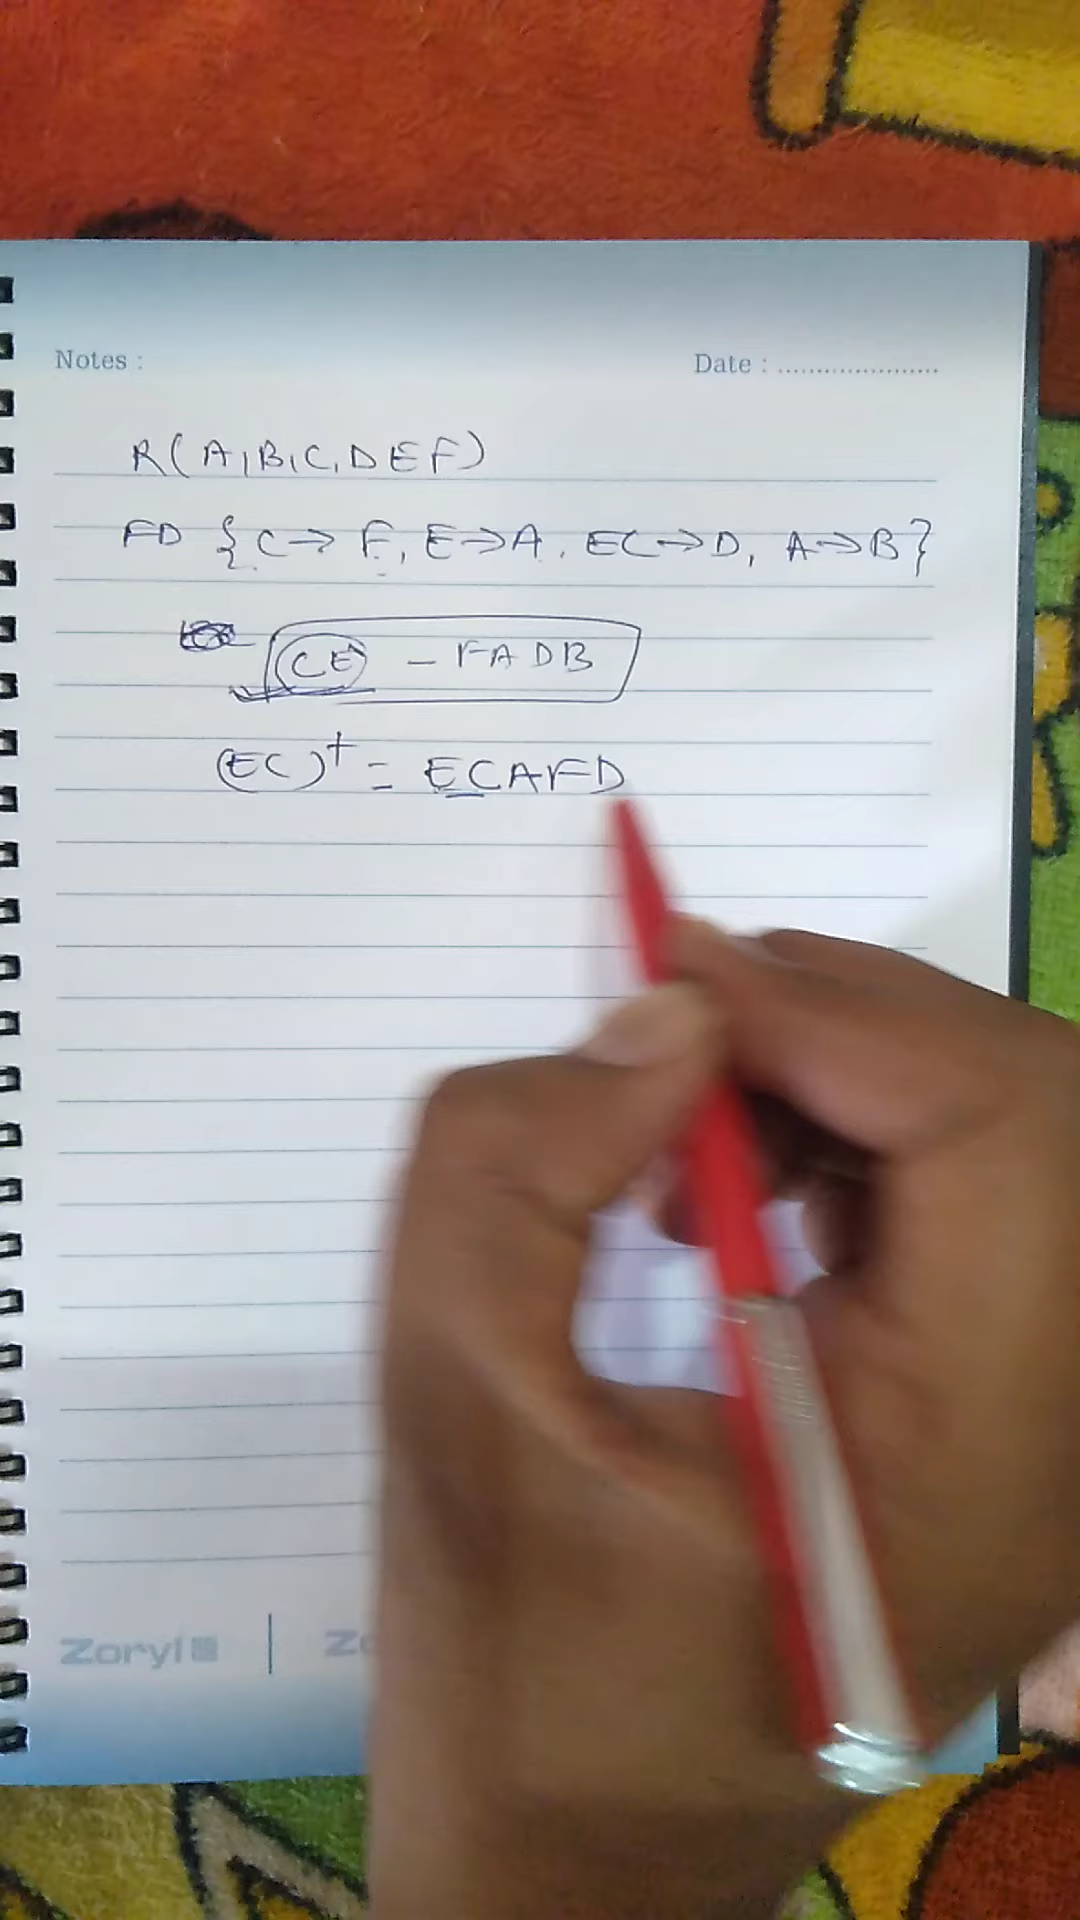 Notes :
Date : ......................
R(A,B,C,DEF)
FD {C→F, E→A, EC→D, A→B}
CE - FADB
(EC)+ = ECAFD
Zoryl